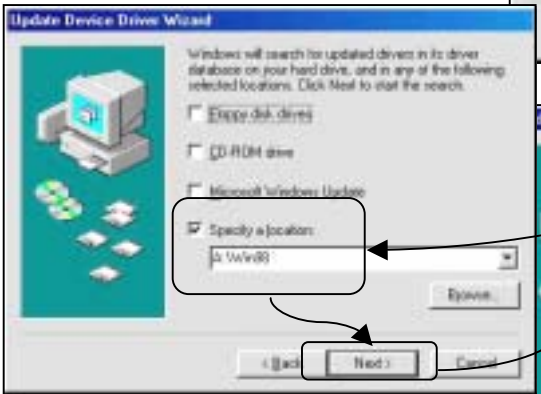 Update Device Driver Wizard
Windows will search for updated drivers in its driver
database on your hard drive, and in any of the following
selected locations. Click Next to start the search.
Floppy disk drives
CD-ROM drive
Microsoft Windows Update
Specify a location:
A:\Win98
Browse...
< Back
Next >
Cancel